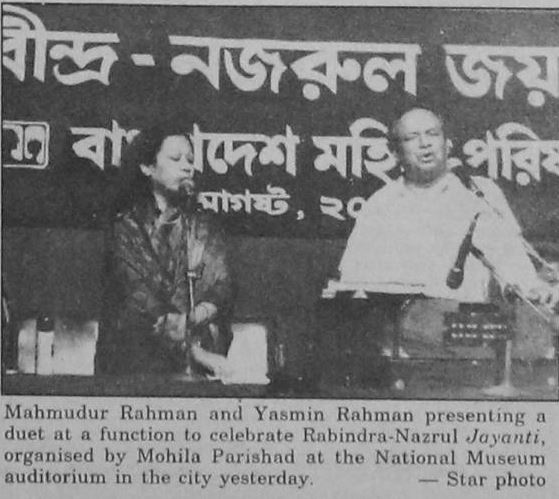 বীন্দ্র - নজরুল জয়
মহি পরিষ
আগষ্ট, ২০
Mahmudur Rahman and Yasmin Rahman presenting a
duet at a function to celebrate Rabindra-Nazrul Jayanti,
organised by Mohila Parishad at the National Museum
auditorium in the city yesterday. — Star photo